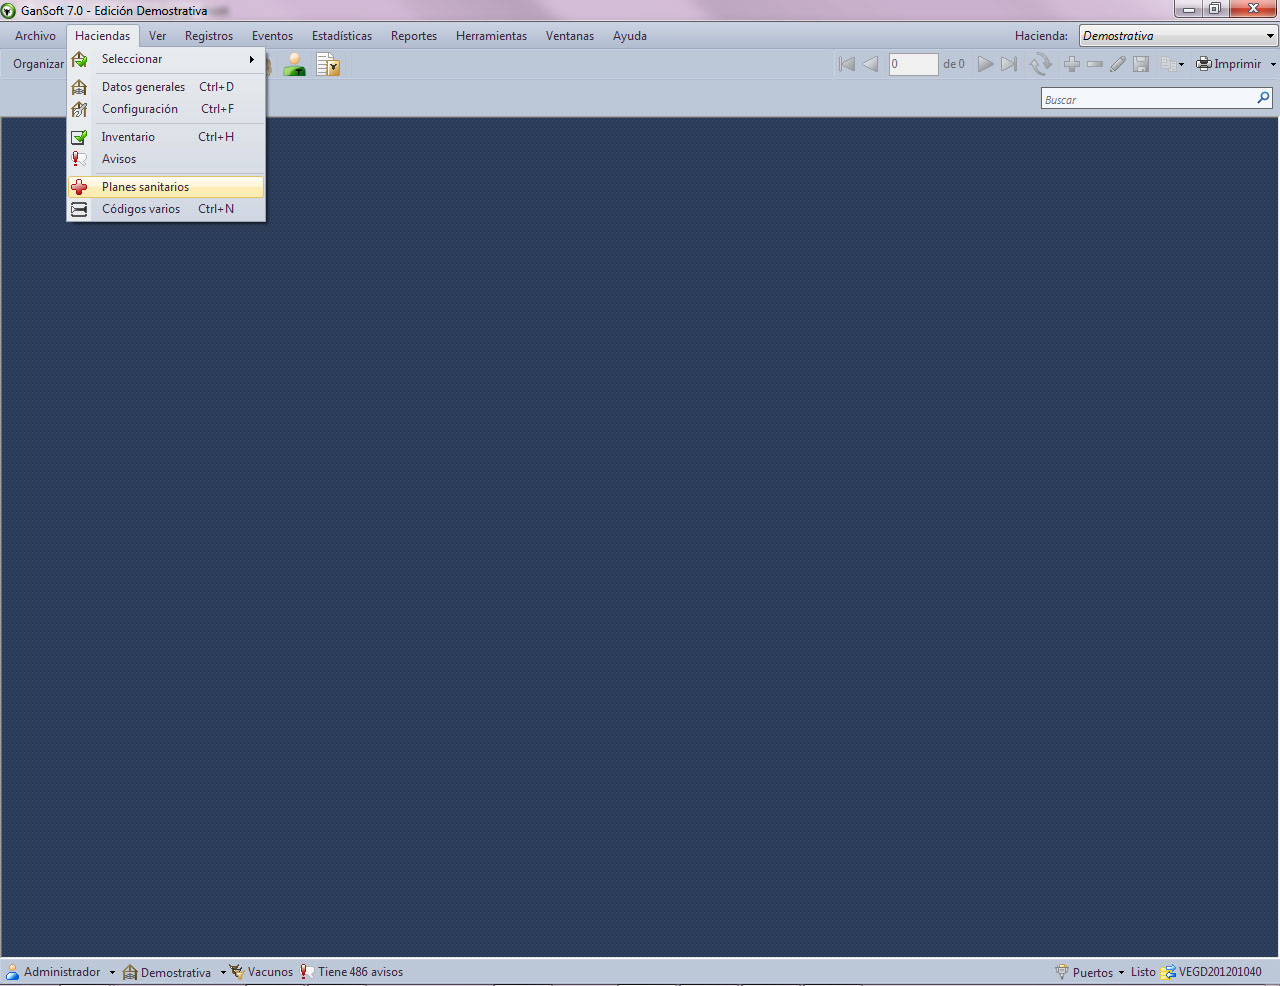 GanSoft 7.0 - Edición Demostrativa
Archivo Haciendas Ver Registros Eventos Estadísticas Reportes Herramientas Ventanas Ayuda Hacienda: Demostrativa
Organizar 0 de 0 Imprimir
Buscar
Seleccionar
Datos generales Ctrl+D
Configuración Ctrl+F
Inventario Ctrl+H
Avisos
Planes sanitarios
Códigos varios Ctrl+N
Administrador Demostrativa Vacunos Tiene 486 avisos Puertos Listo VEGD201201040